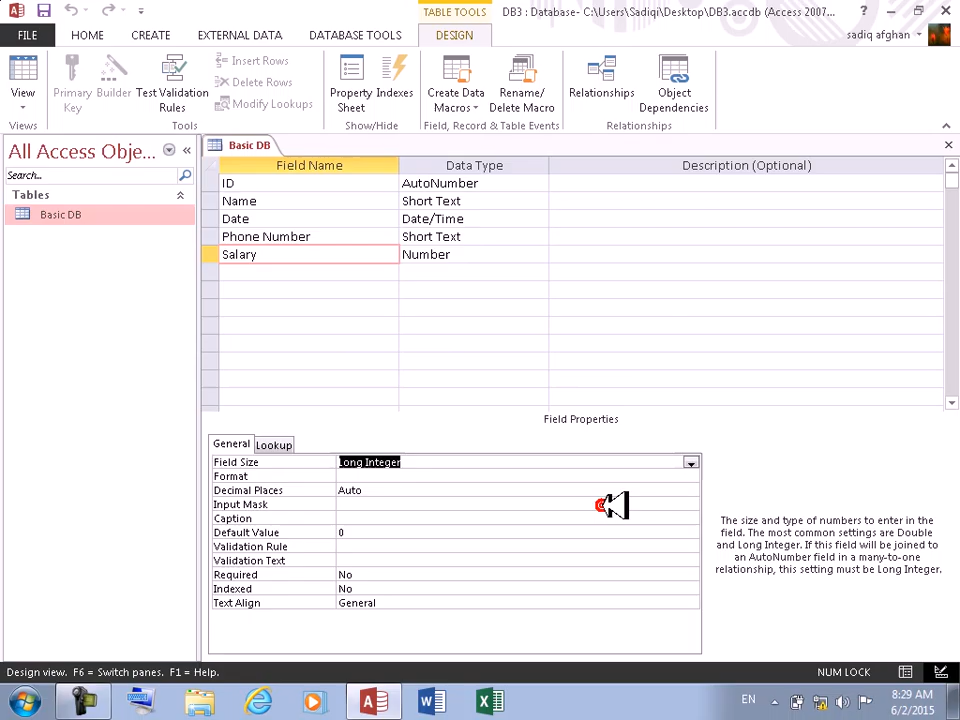 TABLE TOOLS
DB3 : Database- C:\Users\Sadiqi\Desktop\DB3.accdb (Access 2007...
FILE
HOME
CREATE
EXTERNAL DATA
DATABASE TOOLS
DESIGN
sadiq afghan
View
Primary Key
Builder
Test Validation Rules
Insert Rows
Delete Rows
Modify Lookups
Property Sheet
Indexes
Create Data Macros
Rename/ Delete Macro
Relationships
Object Dependencies
Views
Tools
Show/Hide
Field, Record & Table Events
Relationships
All Access Obje...
Search...
Tables
Basic DB
Basic DB
Field Name Data Type Description (Optional)
ID AutoNumber
Name Short Text
Date Date/Time
Phone Number Short Text
Salary Number
Field Properties
General Lookup
Field Size Long Integer
Format
Decimal Places Auto
Input Mask
Caption
Default Value 0
Validation Rule
Validation Text
Required No
Indexed No
Text Align General
The size and type of numbers to enter in the
field. The most common settings are Double
and Long Integer. If this field will be joined to
an AutoNumber field in a many-to-one
relationship, this setting must be Long Integer.
Design view. F6 = Switch panes. F1 = Help.
NUM LOCK
EN
8:29 AM
6/2/2015